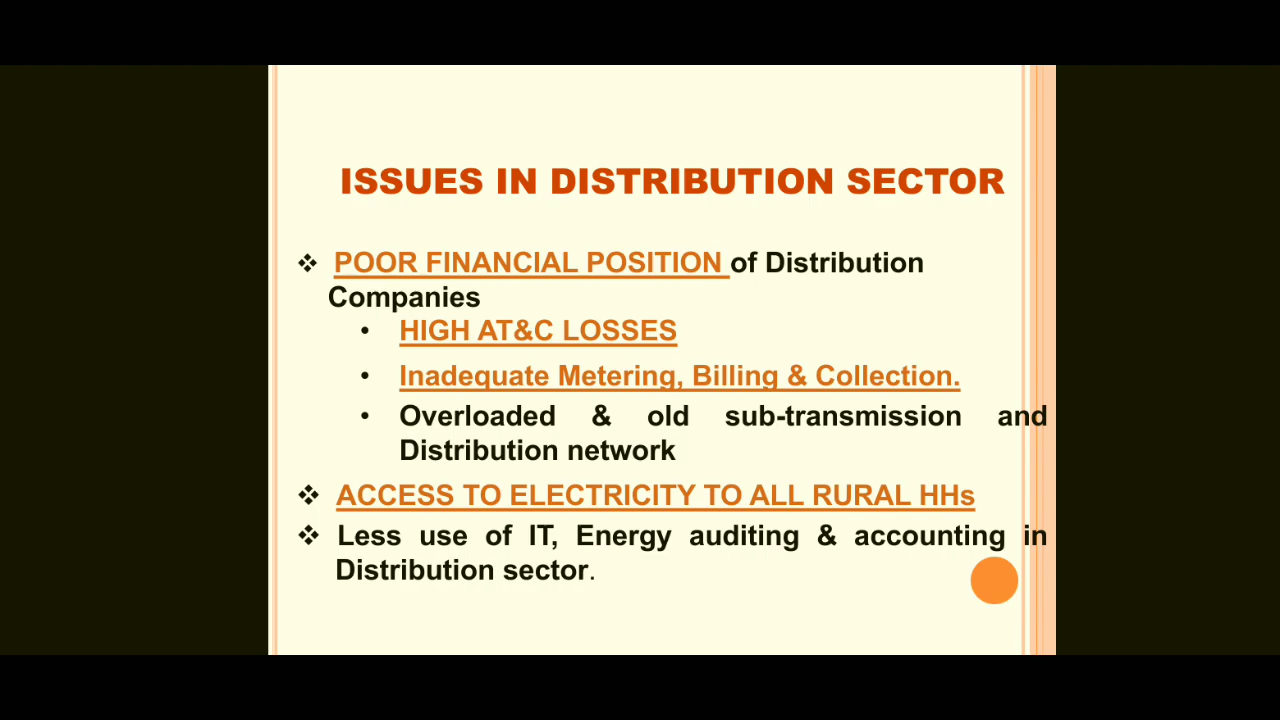 ISSUES IN DISTRIBUTION SECTOR
❖ POOR FINANCIAL POSITION of Distribution
Companies
• HIGH AT&C LOSSES
• Inadequate Metering, Billing & Collection.
• Overloaded & old sub-transmission and
Distribution network
❖ ACCESS TO ELECTRICITY TO ALL RURAL HHs
❖ Less use of IT, Energy auditing & accounting in
Distribution sector.